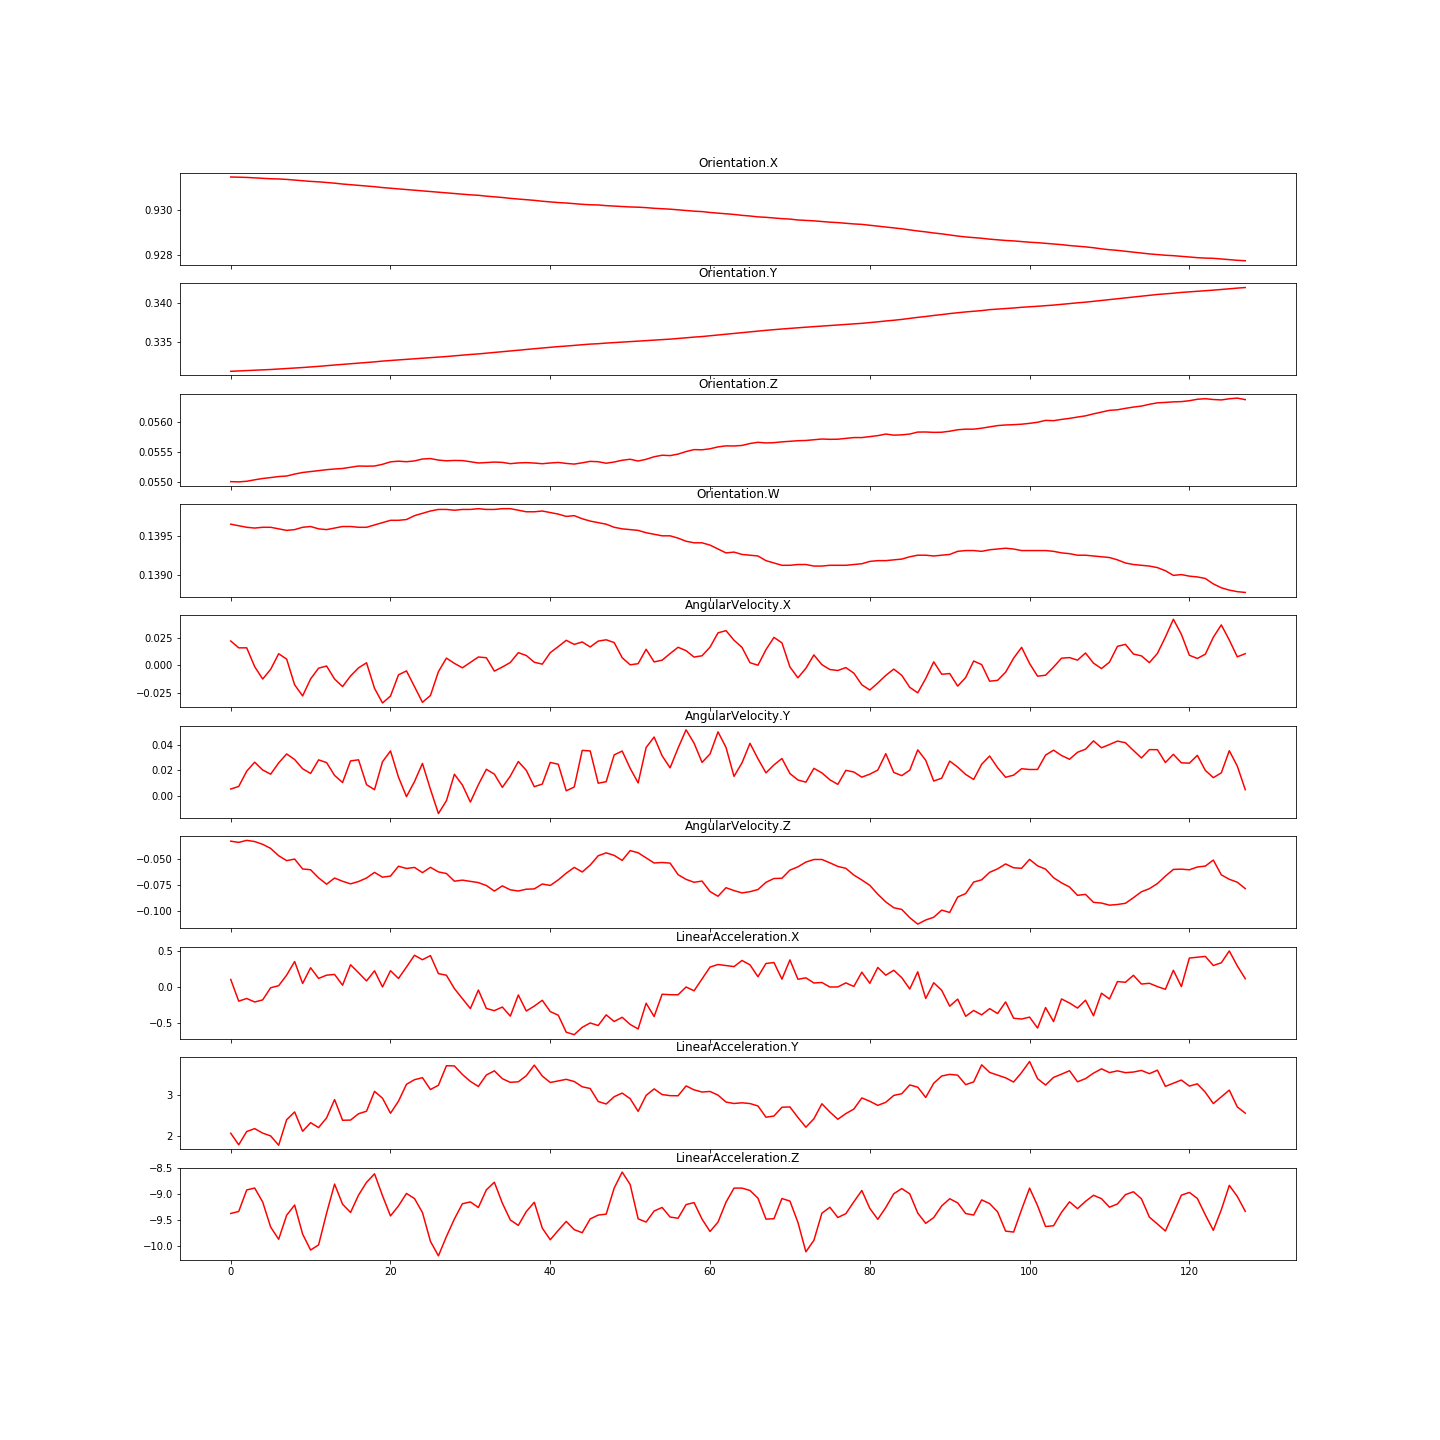 Orientation.X
0.930
0.928
Orientation.Y
0.340
0.335
Orientation.Z
0.0560
0.0555
0.0550
Orientation.W
0.1395
0.1390
AngularVelocity.X
0.025
0.000
−0.025
AngularVelocity.Y
0.04
0.02
0.00
AngularVelocity.Z
−0.050
−0.075
−0.100
LinearAcceleration.X
0.5
0.0
−0.5
LinearAcceleration.Y
3
2
LinearAcceleration.Z
−8.5
−9.0
−9.5
−10.0
0 20 40 60 80 100 120